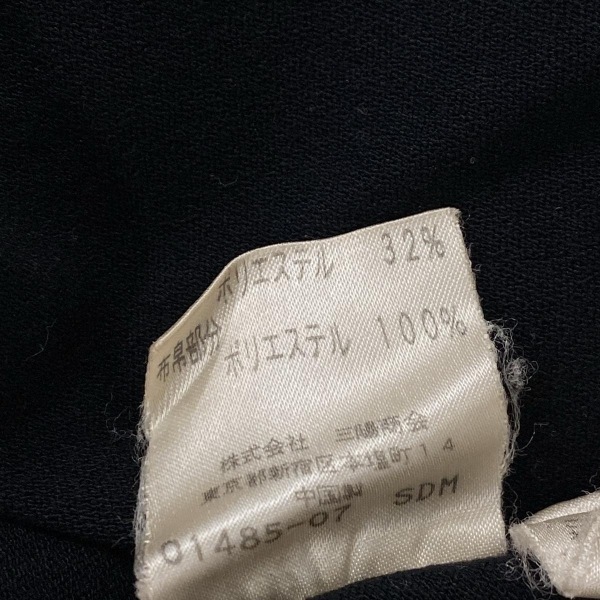 ポリエステル 32%
布帛部分 ポリエステル 100%
株式会社 三陽商会
東京都新宿区本塩町14
中国製 SDM
01485-07